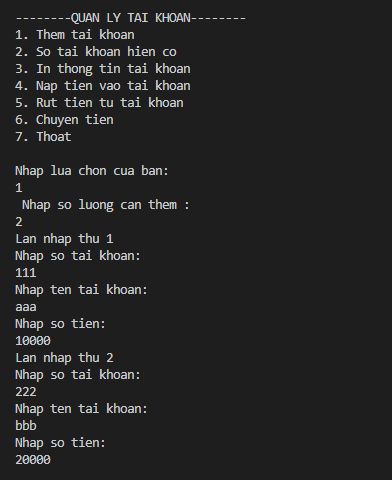 --------QUAN LY TAI KHOAN--------
1. Them tai khoan
2. So tai khoan hien co
3. In thong tin tai khoan
4. Nap tien vao tai khoan
5. Rut tien tu tai khoan
6. Chuyen tien
7. Thoat
Nhap lua chon cua ban:
1
Nhap so luong can them :
2
Lan nhap thu 1
Nhap so tai khoan:
111
Nhap ten tai khoan:
aaa
Nhap so tien:
10000
Lan nhap thu 2
Nhap so tai khoan:
222
Nhap ten tai khoan:
bbb
Nhap so tien:
20000